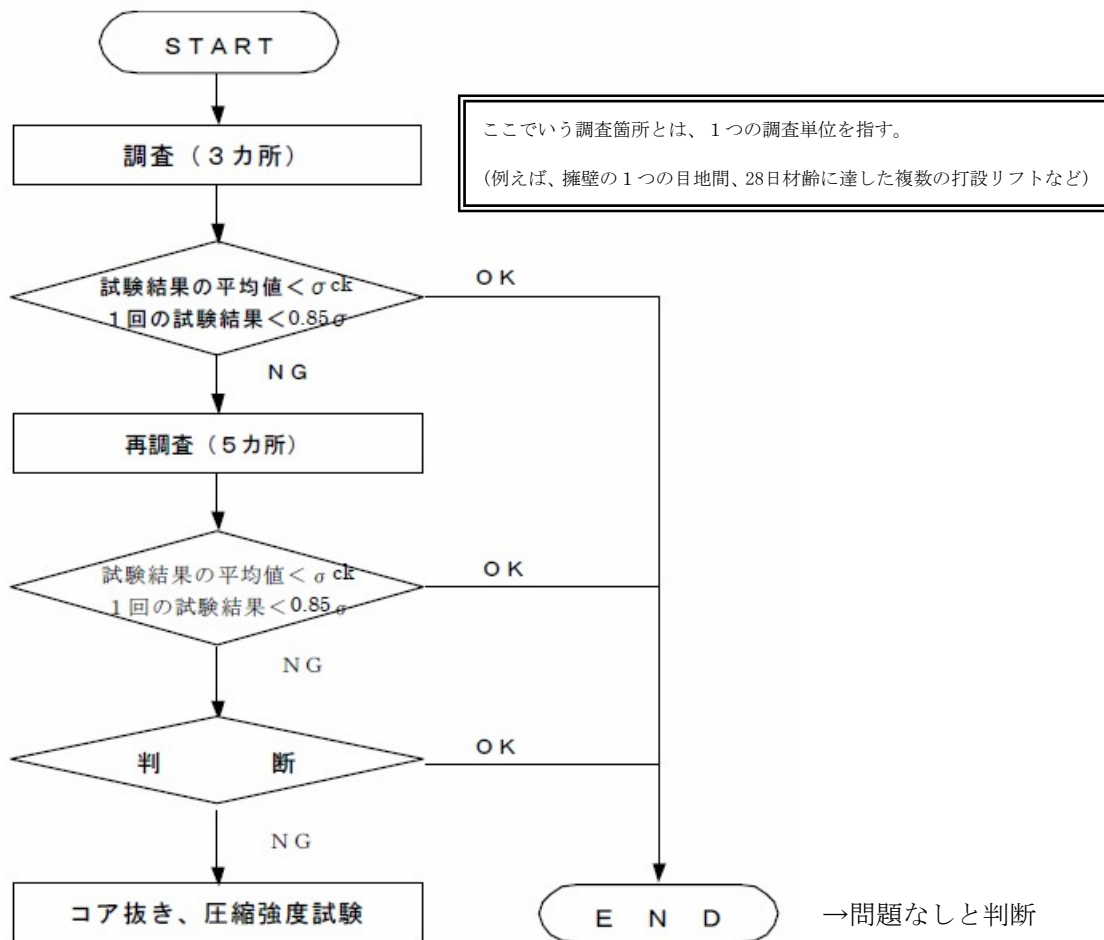 START
調査（３カ所）
ここでいう調査箇所とは、１つの調査単位を指す。
(例えば、擁壁の１つの目地間、28日材齢に達した複数の打設リフトなど)
試験結果の平均値＜σck
１回の試験結果＜0.85σ
ＯＫ
ＮＧ
再調査（５カ所）
試験結果の平均値＜σck
１回の試験結果＜0.85σ
ＯＫ
ＮＧ
判　　　断
ＯＫ
ＮＧ
コア抜き、圧縮強度試験
Ｅ　Ｎ　Ｄ
→問題なしと判断